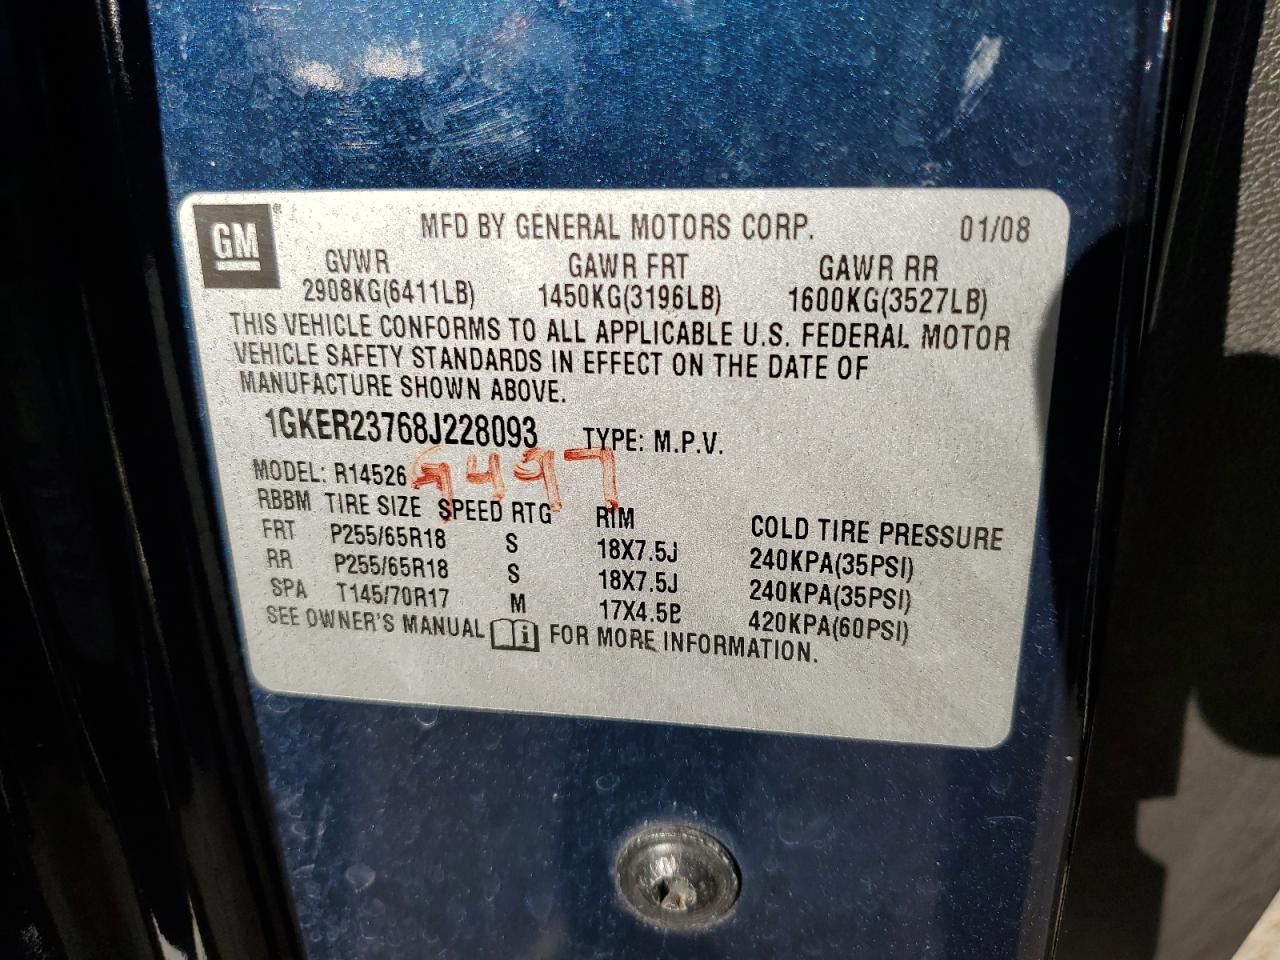 GM
MFD BY GENERAL MOTORS CORP. 01/08
GVWR GAWR FRT GAWR RR
2908KG(6411LB) 1450KG(3196LB) 1600KG(3527LB)
THIS VEHICLE CONFORMS TO ALL APPLICABLE U.S. FEDERAL MOTOR
VEHICLE SAFETY STANDARDS IN EFFECT ON THE DATE OF
MANUFACTURE SHOWN ABOVE.
1GKER23768J228093 TYPE: M.P.V.
MODEL: R14526 9497
RBBM TIRE SIZE SPEED RTG RIM COLD TIRE PRESSURE
FRT P255/65R18 S 18X7.5J 240KPA(35PSI)
RR P255/65R18 S 18X7.5J 240KPA(35PSI)
SPA T145/70R17 M 17X4.5B 420KPA(60PSI)
SEE OWNER'S MANUAL i FOR MORE INFORMATION.